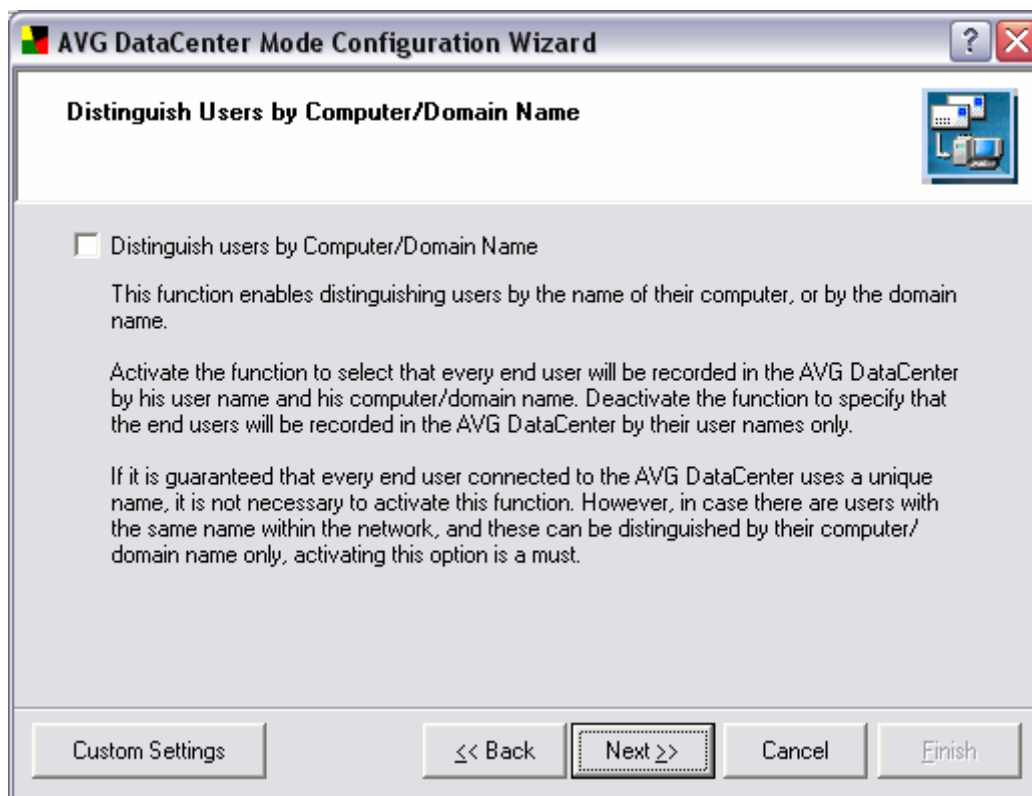 AVG DataCenter Mode Configuration Wizard
Distinguish Users by Computer/Domain Name
Distinguish users by Computer/Domain Name
This function enables distinguishing users by the name of their computer, or by the domain
name.
Activate the function to select that every end user will be recorded in the AVG DataCenter
by his user name and his computer/domain name. Deactivate the function to specify that
the end users will be recorded in the AVG DataCenter by their user names only.
If it is guaranteed that every end user connected to the AVG DataCenter uses a unique
name, it is not necessary to activate this function. However, in case there are users with
the same name within the network, and these can be distinguished by their computer/
domain name only, activating this option is a must.
Custom Settings
<< Back
Next >>
Cancel
Finish